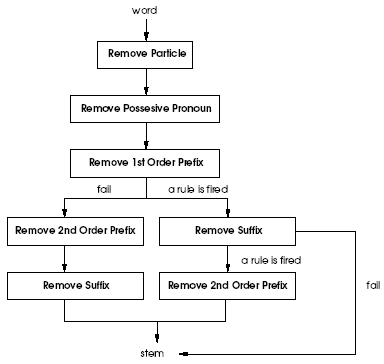 word
Remove Particle
Remove Possesive Pronoun
Remove 1st Order Prefix
fail
a rule is fired
Remove 2nd Order Prefix
Remove Suffix
a rule is fired
fail
Remove Suffix
Remove 2nd Order Prefix
stem